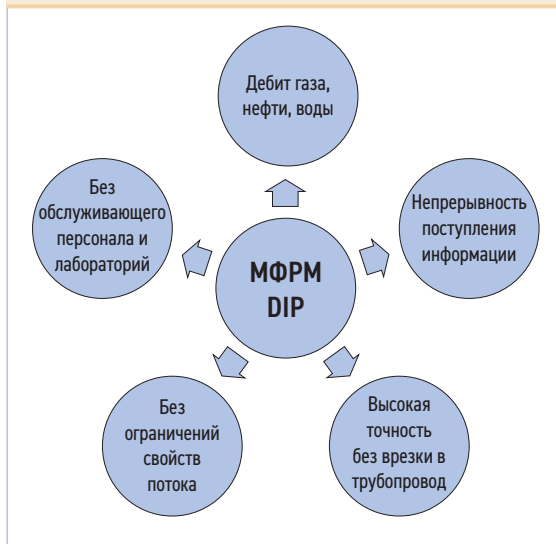 Дебит газа,
нефти, воды
Без
обслуживающего
персонала и
лабораторий
Непрерывность
поступления
информации
МФРМ
DIP
Без
ограничений
свойств
потока
Высокая
точность
без врезки в
трубопровод